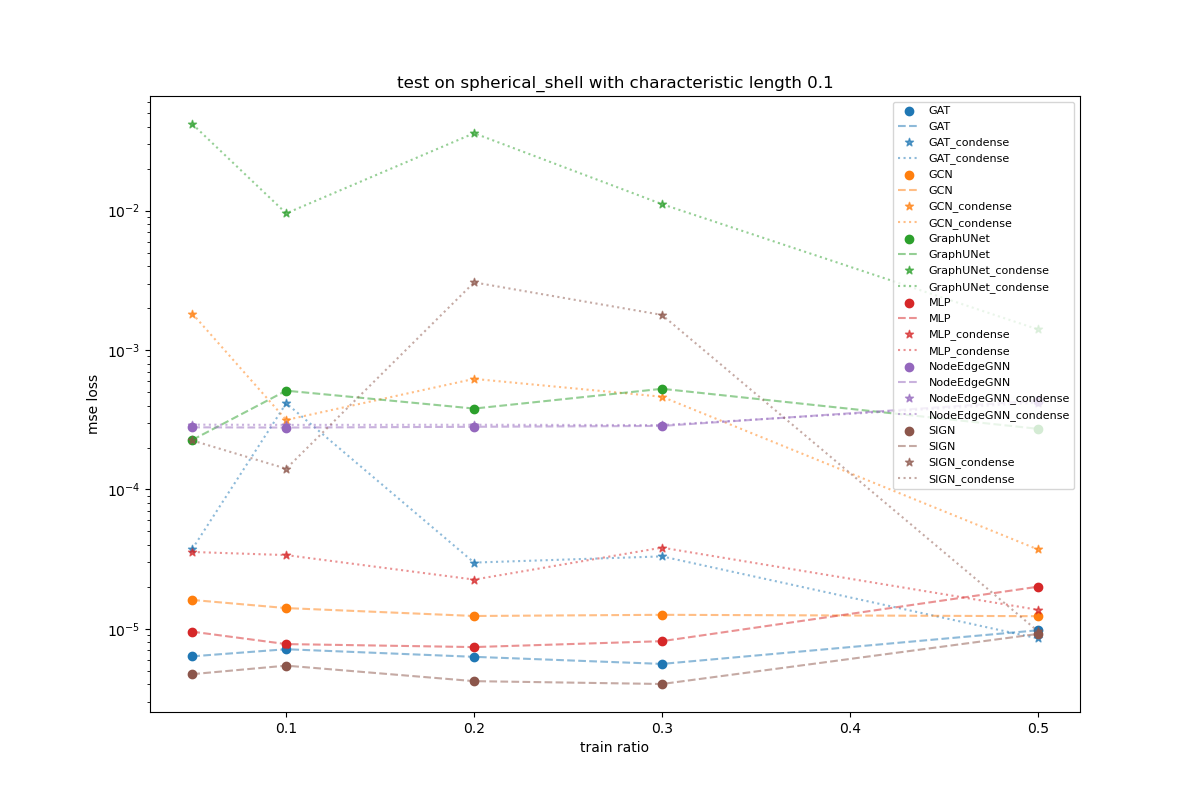 test on spherical_shell with characteristic length 0.1
mse loss
10⁻²
10⁻³
10⁻⁴
10⁻⁵
0.1
0.2
0.3
0.4
0.5
train ratio
GAT
GAT
GAT_condense
GAT_condense
GCN
GCN
GCN_condense
GCN_condense
GraphUNet
GraphUNet
GraphUNet_condense
GraphUNet_condense
MLP
MLP
MLP_condense
MLP_condense
NodeEdgeGNN
NodeEdgeGNN
NodeEdgeGNN_condense
NodeEdgeGNN_condense
SIGN
SIGN
SIGN_condense
SIGN_condense